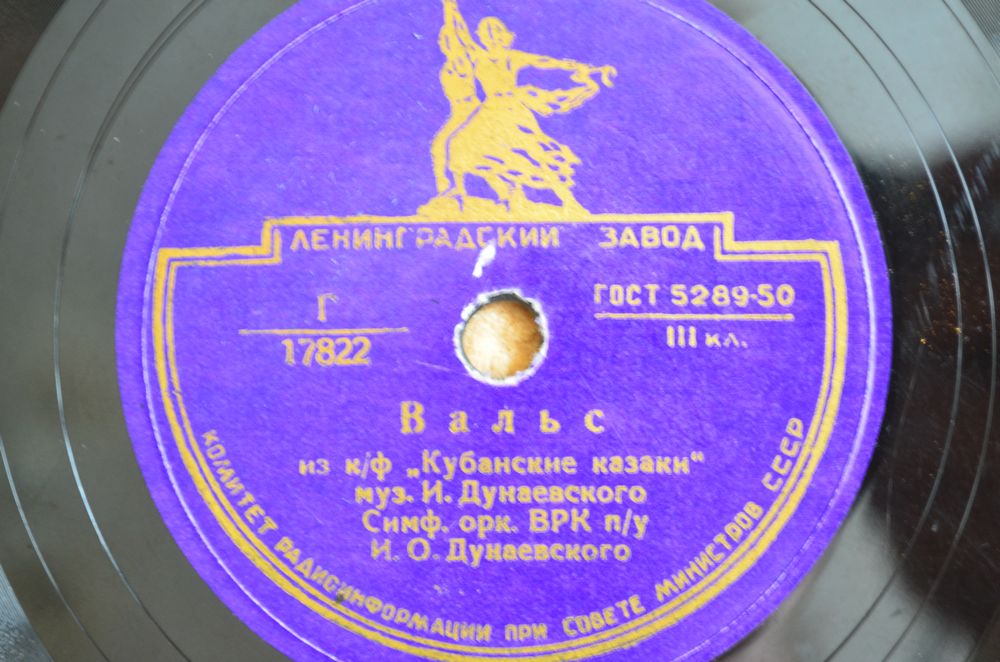 ЛЕНИНГРАДСКИЙ ЗАВОД
Г
17822
ГОСТ 5289-50
III кл.
Вальс
из к/ф „Кубанские казаки“
муз. И. Дунаевского
Симф. орк. ВРК п/у
И. О. Дунаевского
КОМИТЕТ РАДИОИНФОРМАЦИИ ПРИ СОВЕТЕ МИНИСТРОВ СССР